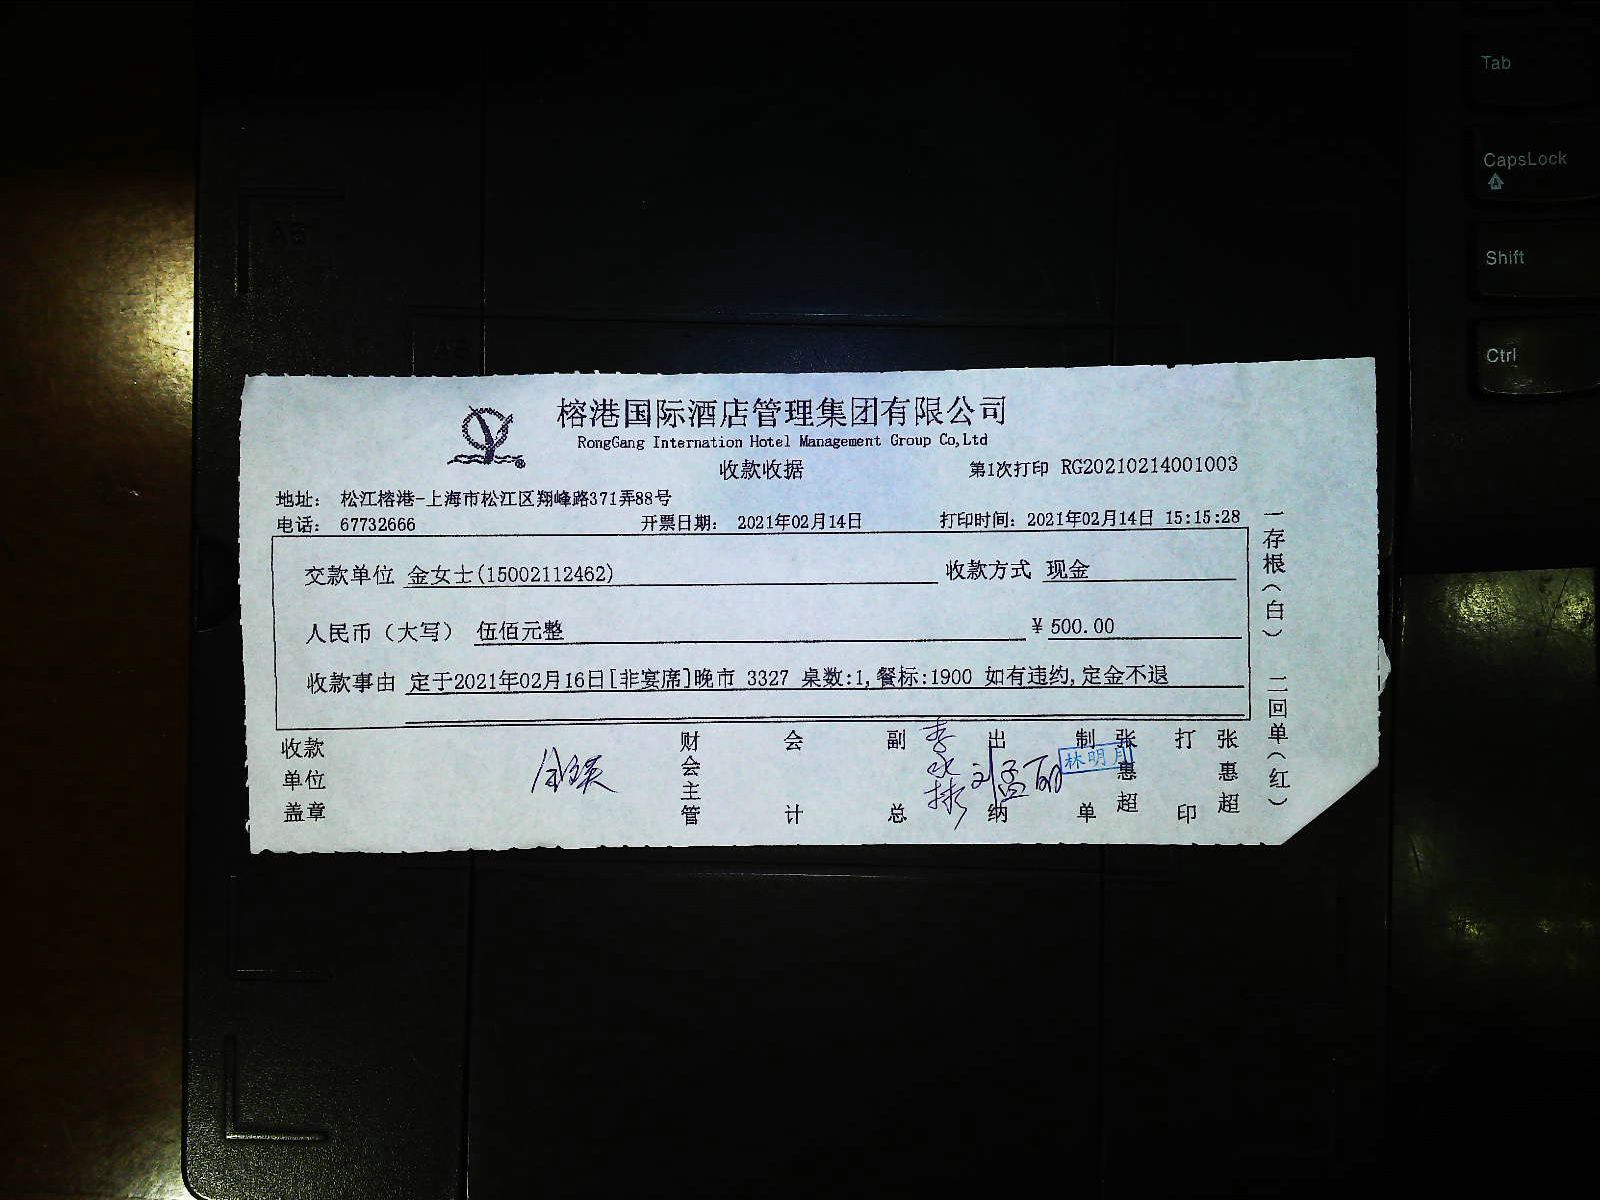 榕港国际酒店管理集团有限公司
RongGang Internation Hotel Management Group Co,Ltd
收款收据
第1次打印 RG20210214001003
地址： 松江榕港-上海市松江区翔峰路371弄88号
电话： 67732666
开票日期： 2021年02月14日
打印时间：2021年02月14日 15:15:28
交款单位 金女士(15002112462)
收款方式 现金
人民币（大写） 伍佰元整
¥ 500.00
收款事由 定于2021年02月16日[非宴席]晚市 3327 桌数:1,餐标:1900 如有违约,定金不退
收款单位盖章
财会主管
会计
副总
出纳
刘孟丽
制单
张惠超
林明月
打印
张惠超
一存根（白） 二回单（红）
Tab
CapsLock
Shift
Ctrl
A5